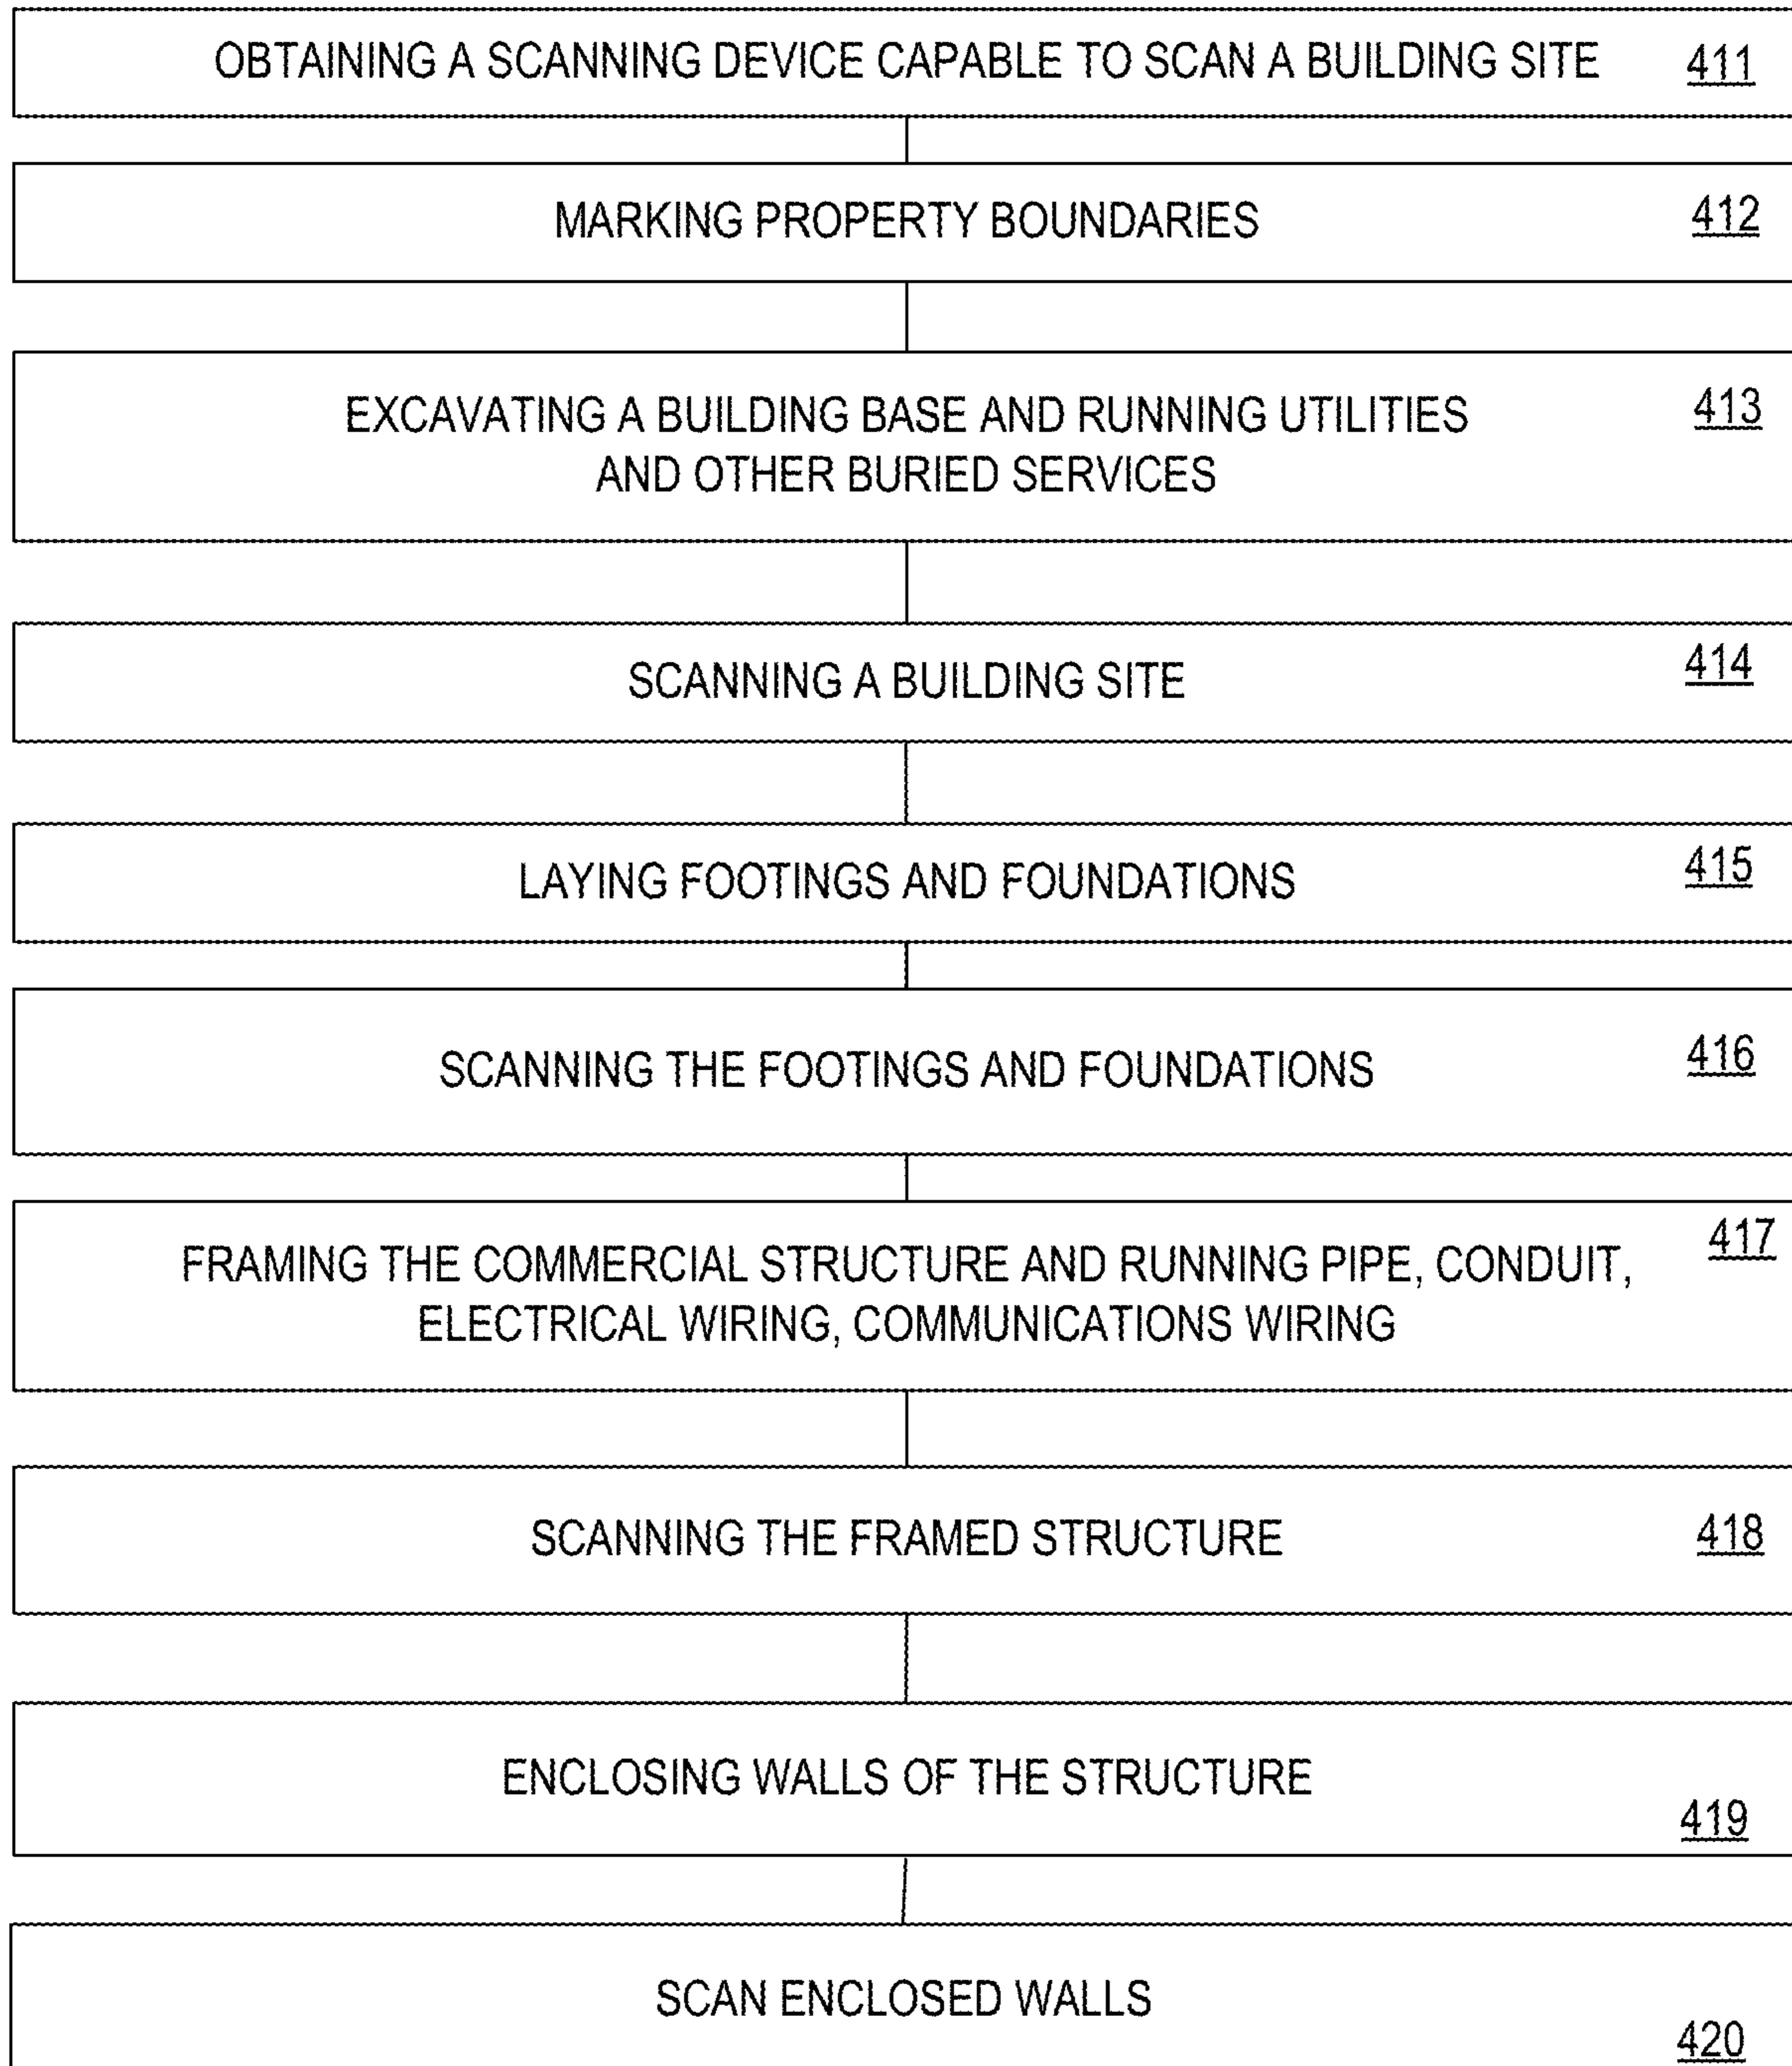 OBTAINING A SCANNING DEVICE CAPABLE TO SCAN A BUILDING SITE 411
MARKING PROPERTY BOUNDARIES 412
EXCAVATING A BUILDING BASE AND RUNNING UTILITIES 413
AND OTHER BURIED SERVICES
SCANNING A BUILDING SITE 414
LAYING FOOTINGS AND FOUNDATIONS 415
SCANNING THE FOOTINGS AND FOUNDATIONS 416
FRAMING THE COMMERCIAL STRUCTURE AND RUNNING PIPE, CONDUIT, 417
ELECTRICAL WIRING, COMMUNICATIONS WIRING
SCANNING THE FRAMED STRUCTURE 418
ENCLOSING WALLS OF THE STRUCTURE
419
SCAN ENCLOSED WALLS
420